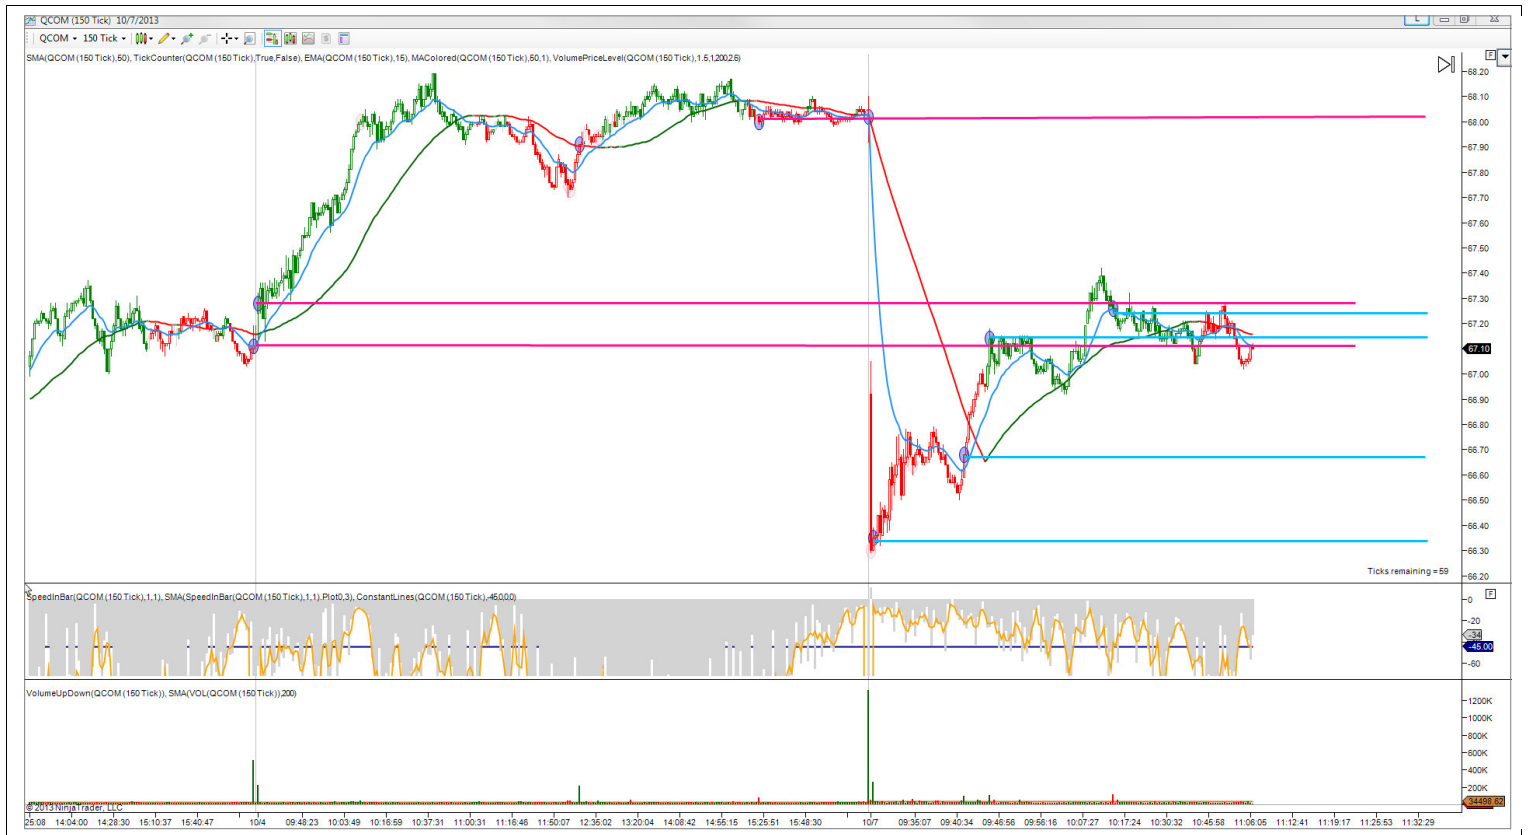 QCOM (150 Tick) 10/7/2013
L
QCOM 150 Tick
SMA(QCOM (150 Tick),50), TickCounter(QCOM (150 Tick),True,False), EMA(QCOM (150 Tick),15), MAColored(QCOM (150 Tick),50,1), VolumePriceLevel(QCOM (150 Tick),1.5,1,200,2.6)
F
68.20
68.10
68.00
67.90
67.80
67.70
67.60
67.50
67.40
67.30
67.20
67.10
67.00
66.90
66.80
66.70
66.60
66.50
66.40
66.30
66.20
Ticks remaining = 59
SpeedInBar(QCOM (150 Tick),1,1), SMA(SpeedInBar(QCOM (150 Tick),1,1).Plot0,3), ConstantLines(QCOM (150 Tick),-45,0,0,0)
F
0
-20
-34
-45.00
-60
VolumeUpDown(QCOM (150 Tick)), SMA(VOL(QCOM (150 Tick)),200)
1200K
1000K
800K
600K
400K
200K
34498.62
© 2013 NinjaTrader, LLC
25:08 14:04:00 14:28:30 15:10:37 15:40:47 10/4 09:48:23 10:03:49 10:16:59 10:37:31 11:00:31 11:16:46 11:50:57 12:35:02 13:20:04 14:08:42 14:55:15 15:25:51 15:48:30 10/7 09:35:07 09:40:34 09:46:56 09:56:16 10:07:27 10:17:24 10:30:32 10:45:58 11:06:05 11:12:41 11:19:17 11:25:53 11:32:29